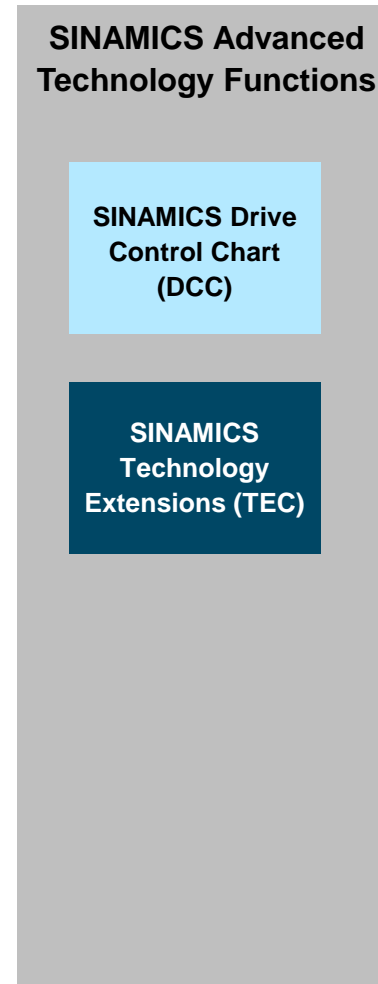 SINAMICS Advanced
Technology Functions
SINAMICS Drive
Control Chart
(DCC)
SINAMICS
Technology
Extensions (TEC)